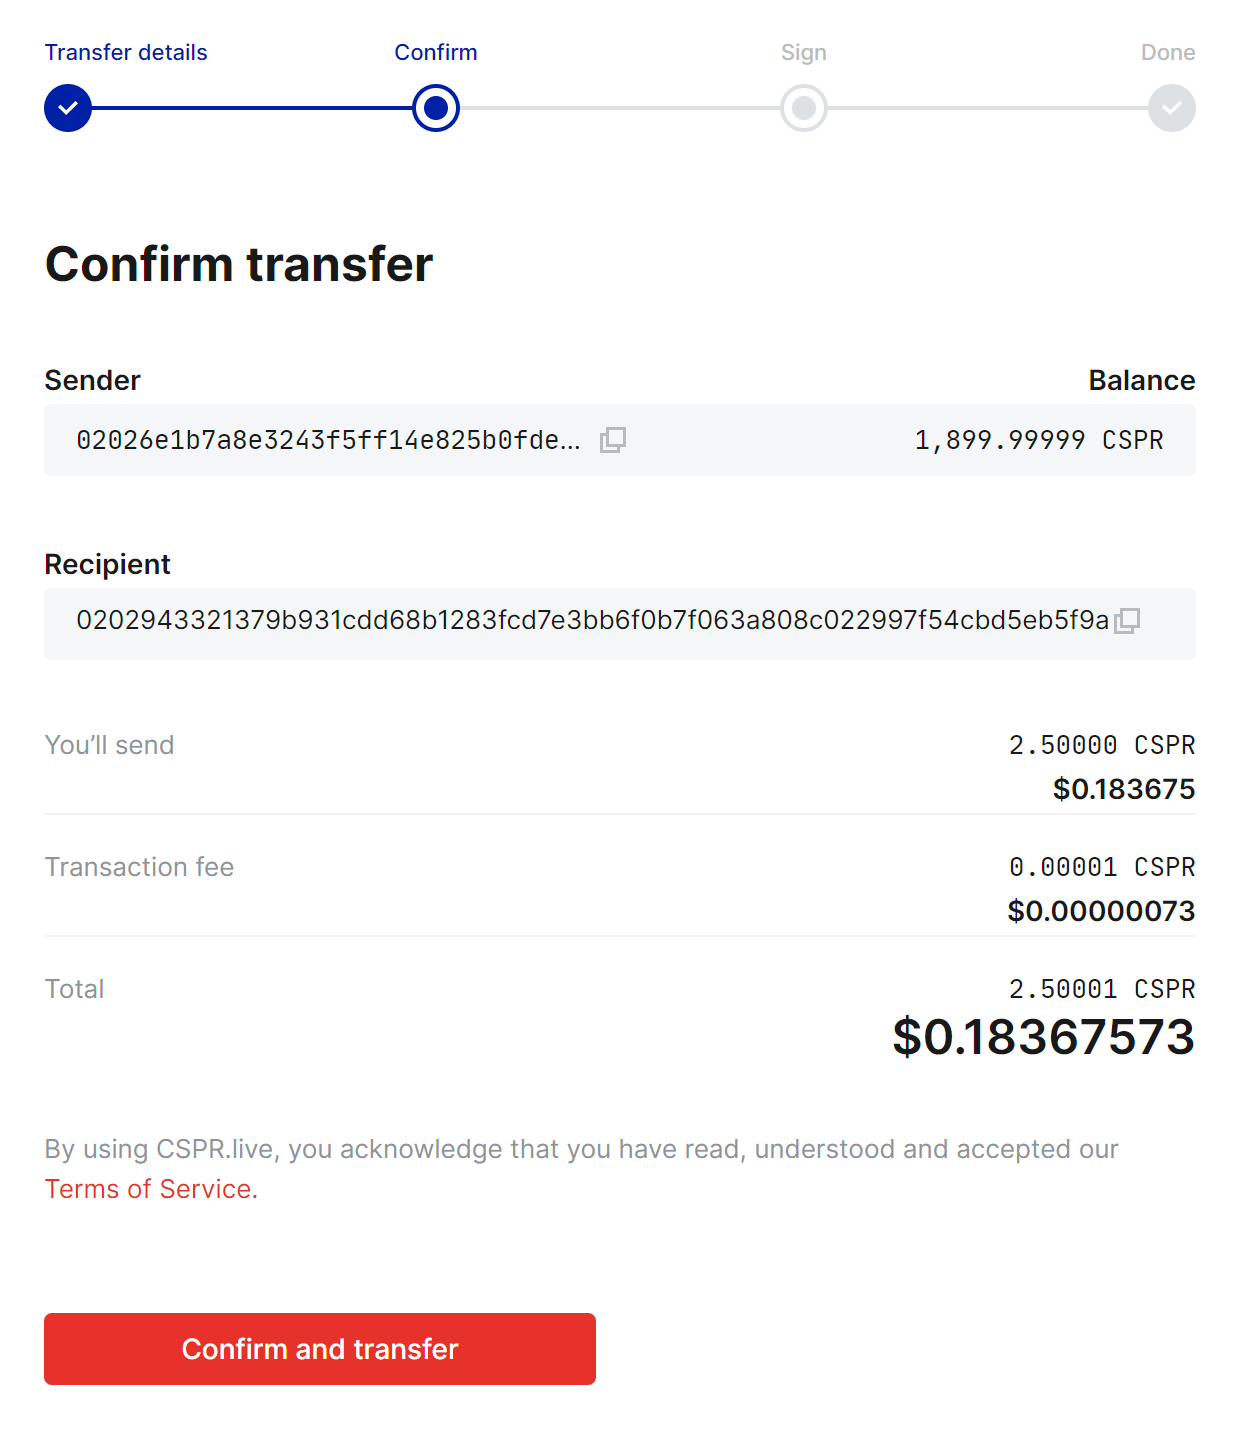 Transfer details Confirm Sign Done
Confirm transfer
Sender Balance
02026e1b7a8e3243f5ff14e825b0fde... 1,899.99999 CSPR
Recipient
0202943321379b931cdd68b1283fcd7e3bb6f0b7f063a808c022997f54cbd5eb5f9a
You’ll send 2.50000 CSPR
$0.183675
Transaction fee 0.00001 CSPR
$0.00000073
Total 2.50001 CSPR
$0.18367573
By using CSPR.live, you acknowledge that you have read, understood and accepted our
Terms of Service.
Confirm and transfer